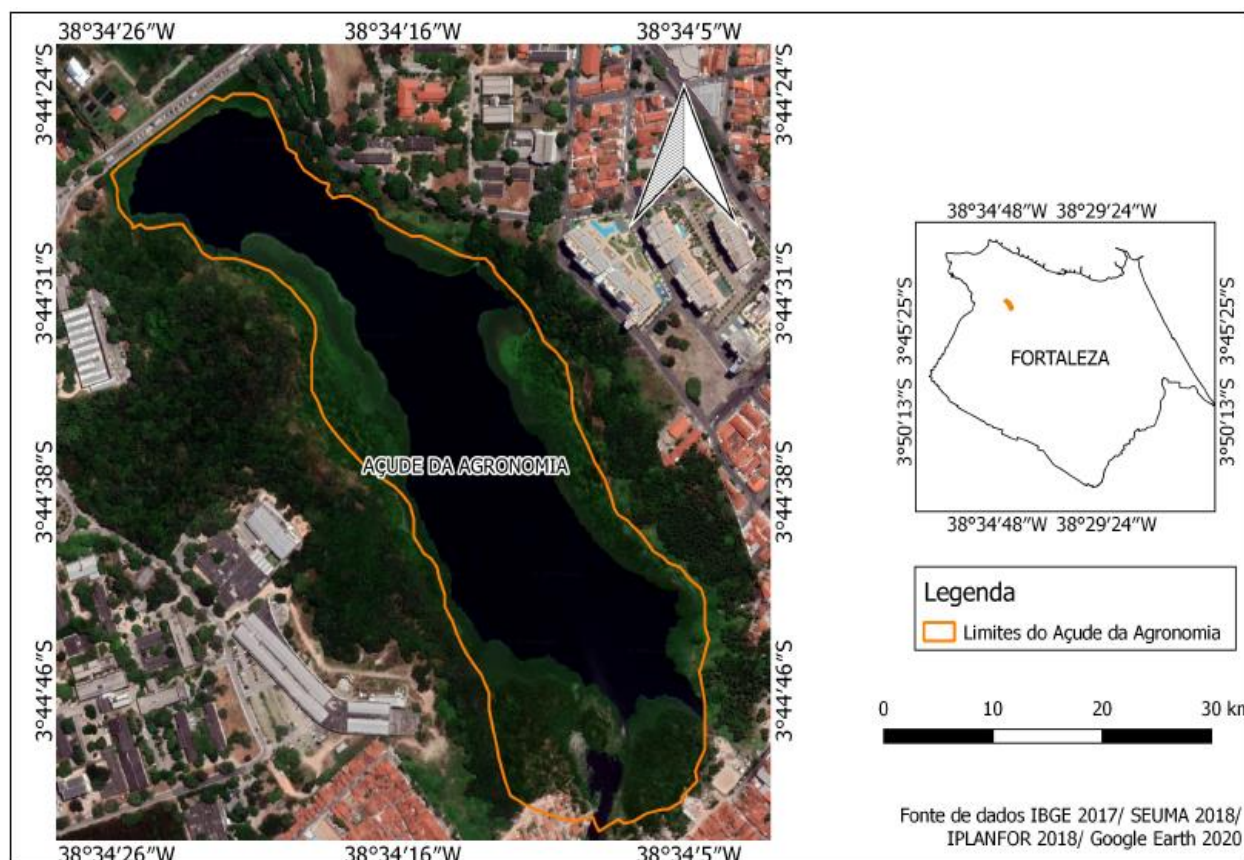 38°34'26"W 38°34'16"W 38°34'5"W
3°44'24"S 3°44'24"S
3°44'31"S 3°44'31"S
AÇUDE DA AGRONOMIA
3°44'38"S 3°44'38"S
3°44'46"S 3°44'46"S
38°34'26"W 38°34'16"W 38°34'5"W
38°34'48"W 38°29'24"W
3°45'25"S 3°45'25"S
FORTALEZA
3°50'13"S 3°50'13"S
38°34'48"W 38°29'24"W
Legenda
Limites do Açude da Agronomia
0 10 20 30 km
Fonte de dados IBGE 2017/ SEUMA 2018/
IPLANFOR 2018/ Google Earth 2020